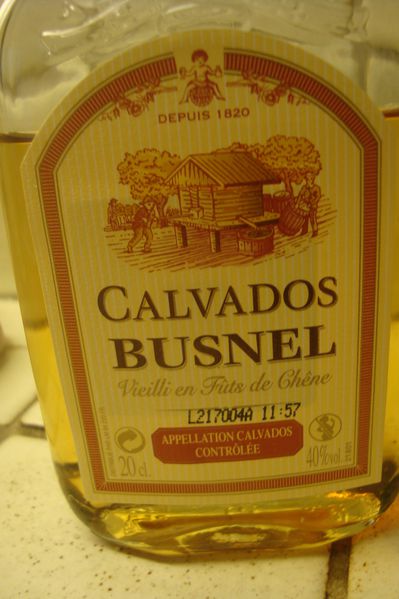 DEPUIS 1820
CALVADOS
BUSNEL
Vieilli en Fûts de Chêne
L217004A 11:57
APPELLATION CALVADOS
CONTRÔLÉE
20 cl.
40%vol.